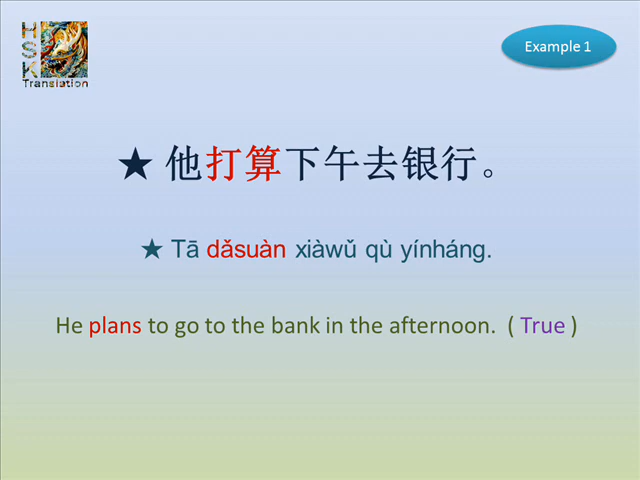 HSK
Translation
Example 1
★ 他打算下午去银行。
★ Tā dǎsuàn xiàwǔ qù yínháng.
He plans to go to the bank in the afternoon. ( True )